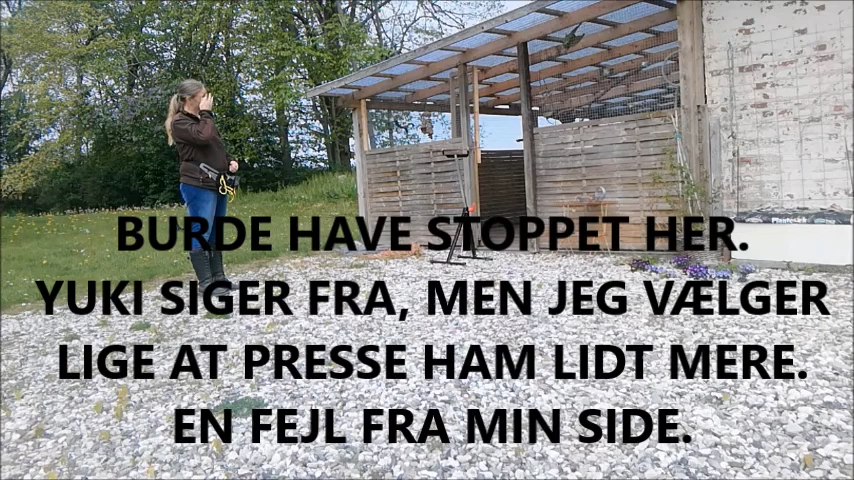 Plantesæk
BURDE HAVE STOPPET HER.
YUKI SIGER FRA, MEN JEG VÆLGER
LIGE AT PRESSE HAM LIDT MERE.
EN FEJL FRA MIN SIDE.